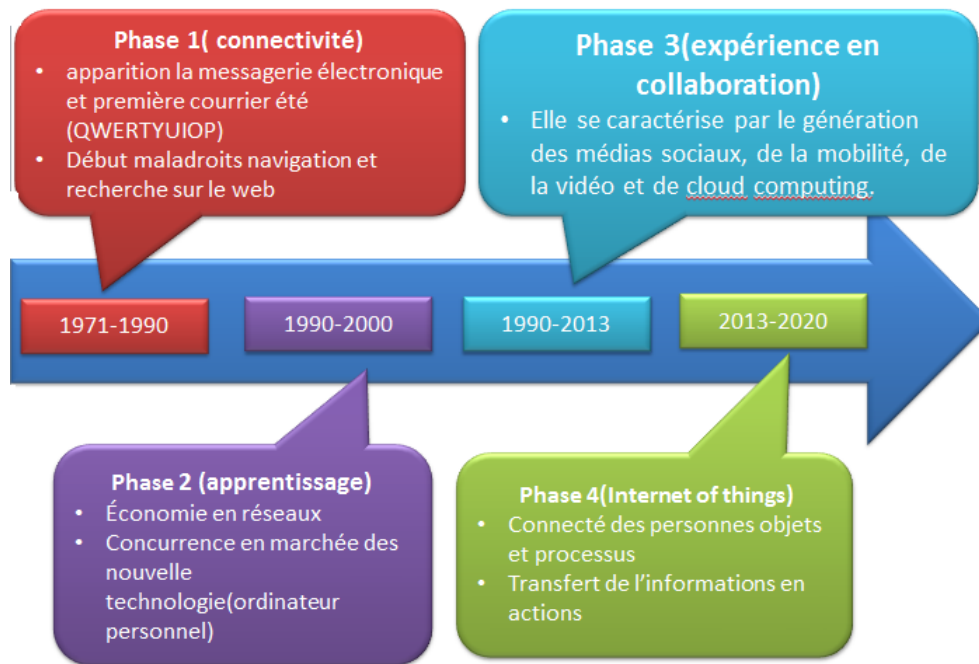 Phase 1( connectivité)
• apparition la messagerie électronique
et première courrier été
(QWERTYUIOP)
• Début maladroits navigation et
recherche sur le web
Phase 3(expérience en
collaboration)
• Elle se caractérise par le génération
des médias sociaux, de la mobilité, de
la vidéo et de cloud computing.
1971-1990
1990-2000
1990-2013
2013-2020
Phase 2 (apprentissage)
• Économie en réseaux
• Concurrence en marchée des
nouvelle
technologie(ordinateur
personnel)
Phase 4(Internet of things)
• Connecté des personnes objets
et processus
• Transfert de l’informations en
actions